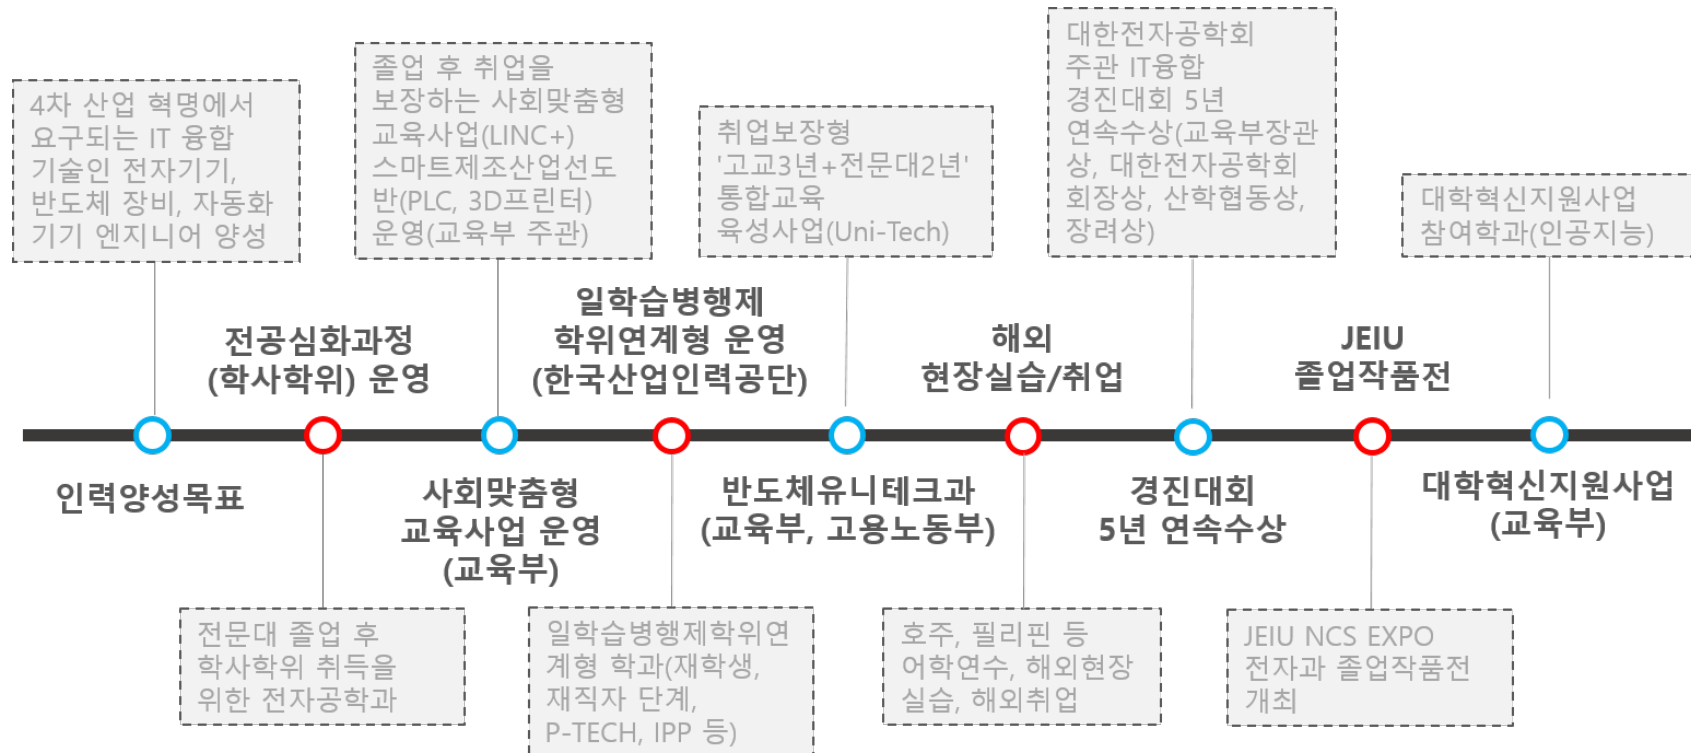 4차 산업 혁명에서
요구되는 IT 융합
기술인 전자기기,
반도체 장비, 자동화
기기 엔지니어 양성
인력양성목표
전공심화과정
(학사학위) 운영
전문대 졸업 후
학사학위 취득을
위한 전자공학과
졸업 후 취업을
보장하는 사회맞춤형
교육사업(LINC+)
스마트제조산업선도
반(PLC, 3D프린터)
운영(교육부 주관)
사회맞춤형
교육사업 운영
(교육부)
일학습병행제
학위연계형 운영
(한국산업인력공단)
일학습병행제학위연
계형 학과(재학생,
재직자 단계,
P-TECH, IPP 등)
취업보장형
'고교3년+전문대2년'
통합교육
육성사업(Uni-Tech)
반도체유니테크과
(교육부, 고용노동부)
해외
현장실습/취업
호주, 필리핀 등
어학연수, 해외현장
실습, 해외취업
대한전자공학회
주관 IT융합
경진대회 5년
연속수상(교육부장관
상, 대한전자공학회
회장상, 산학협동상,
장려상)
경진대회
5년 연속수상
JEIU
졸업작품전
JEIU NCS EXPO
전자과 졸업작품전
개최
대학혁신지원사업
참여학과(인공지능)
대학혁신지원사업
(교육부)